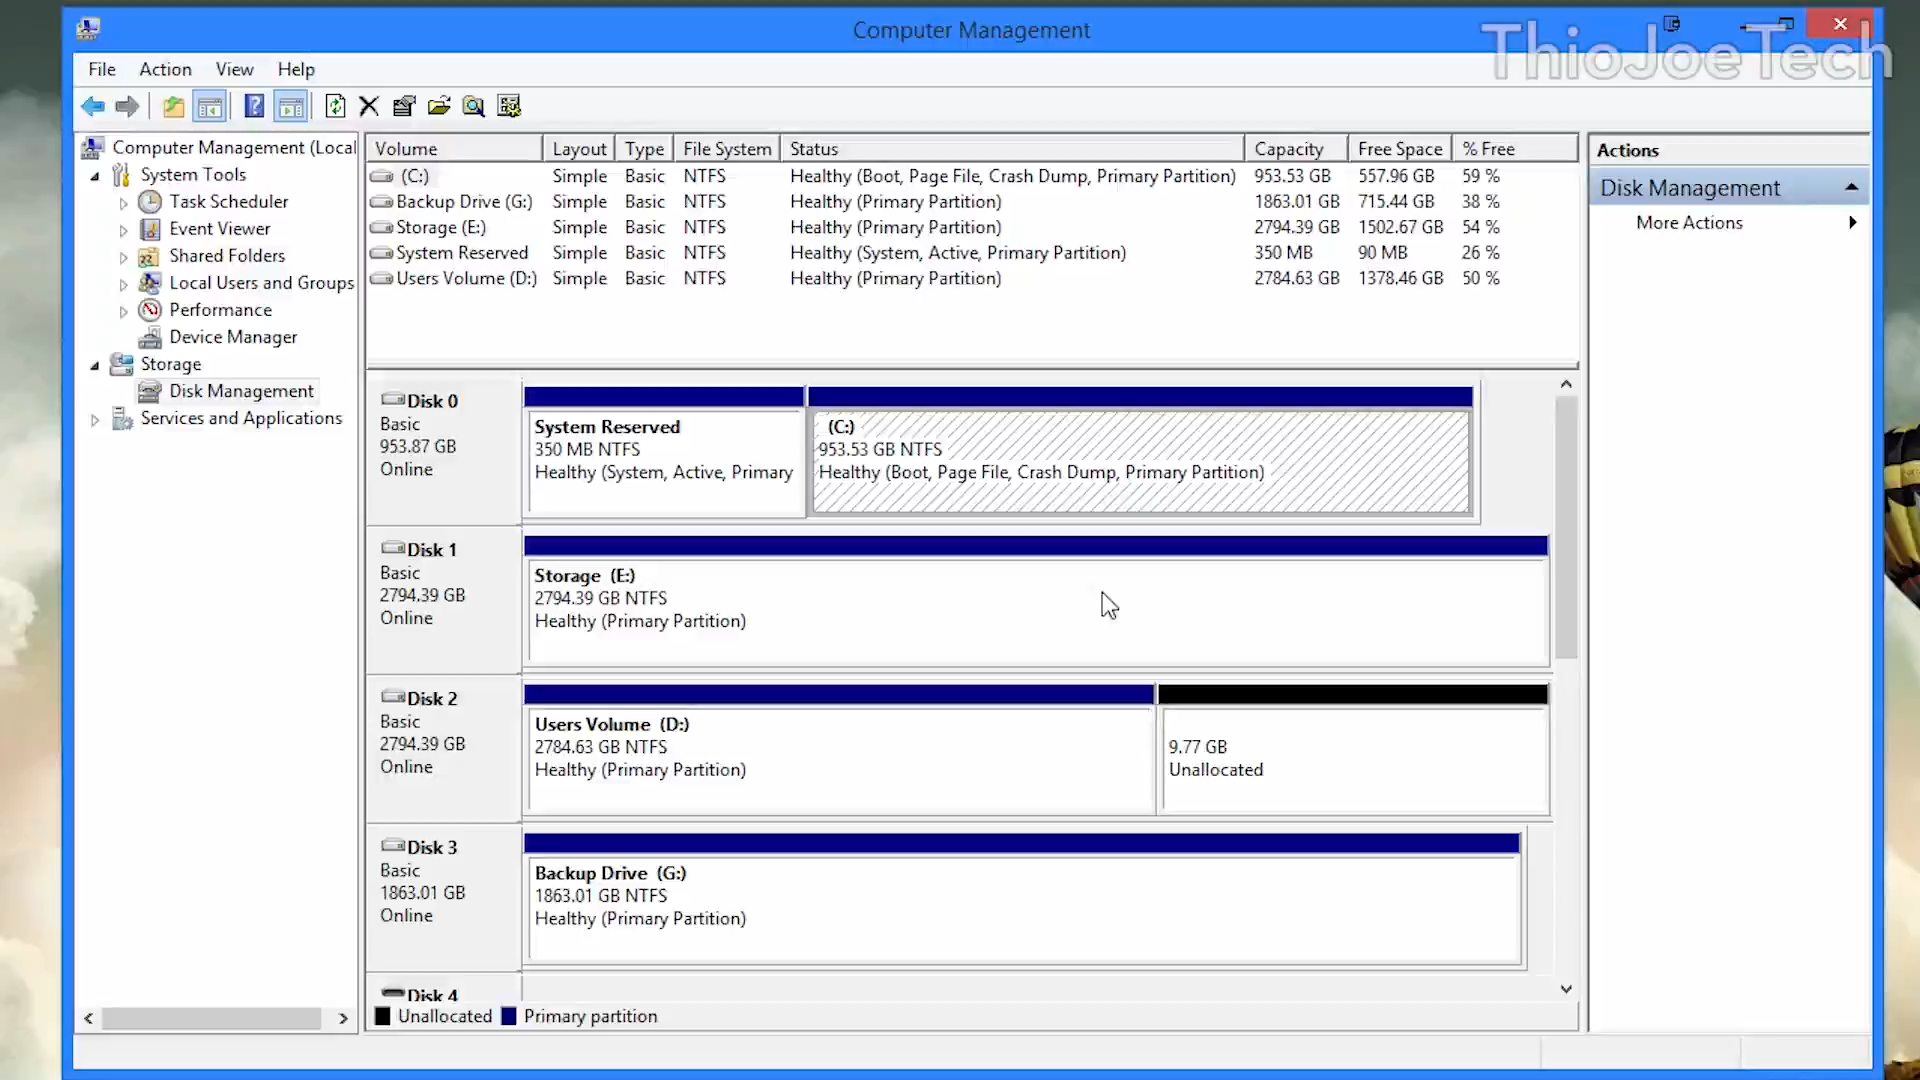 Computer Management
ThioJoeTech
File Action View Help
Computer Management (Local
System Tools
Task Scheduler
Event Viewer
Shared Folders
Local Users and Groups
Performance
Device Manager
Storage
Disk Management
Services and Applications
Volume Layout Type File System Status Capacity Free Space % Free
(C:) Simple Basic NTFS Healthy (Boot, Page File, Crash Dump, Primary Partition) 953.53 GB 557.96 GB 59 %
Backup Drive (G:) Simple Basic NTFS Healthy (Primary Partition) 1863.01 GB 715.44 GB 38 %
Storage (E:) Simple Basic NTFS Healthy (Primary Partition) 2794.39 GB 1502.67 GB 54 %
System Reserved Simple Basic NTFS Healthy (System, Active, Primary Partition) 350 MB 90 MB 26 %
Users Volume (D:) Simple Basic NTFS Healthy (Primary Partition) 2784.63 GB 1378.46 GB 50 %
Disk 0
Basic
953.87 GB
Online
System Reserved
350 MB NTFS
Healthy (System, Active, Primary
(C:)
953.53 GB NTFS
Healthy (Boot, Page File, Crash Dump, Primary Partition)
Disk 1
Basic
2794.39 GB
Online
Storage (E:)
2794.39 GB NTFS
Healthy (Primary Partition)
Disk 2
Basic
2794.39 GB
Online
Users Volume (D:)
2784.63 GB NTFS
Healthy (Primary Partition)
9.77 GB
Unallocated
Disk 3
Basic
1863.01 GB
Online
Backup Drive (G:)
1863.01 GB NTFS
Healthy (Primary Partition)
Disk 4
Unallocated Primary partition
Actions
Disk Management
More Actions